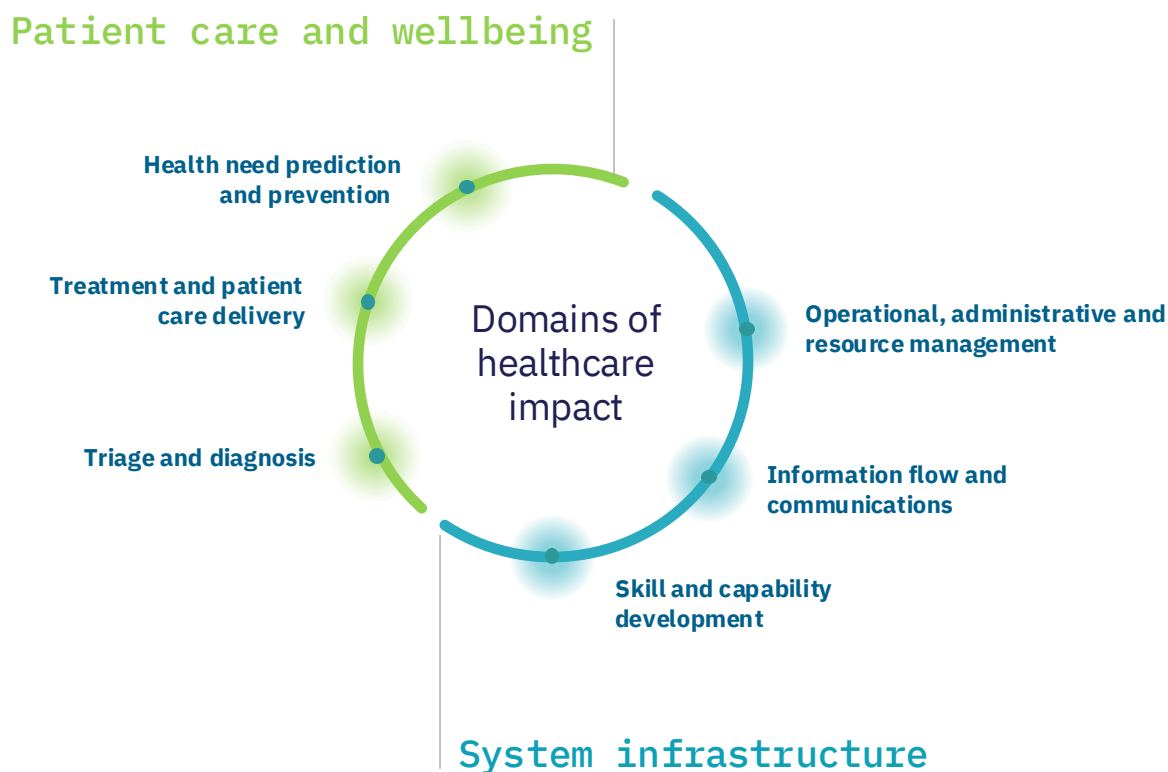 Patient care and wellbeing
Health need prediction
and prevention
Treatment and patient
care delivery
Triage and diagnosis
Domains of
healthcare
impact
Operational, administrative and
resource management
Information flow and
communications
Skill and capability
development
System infrastructure